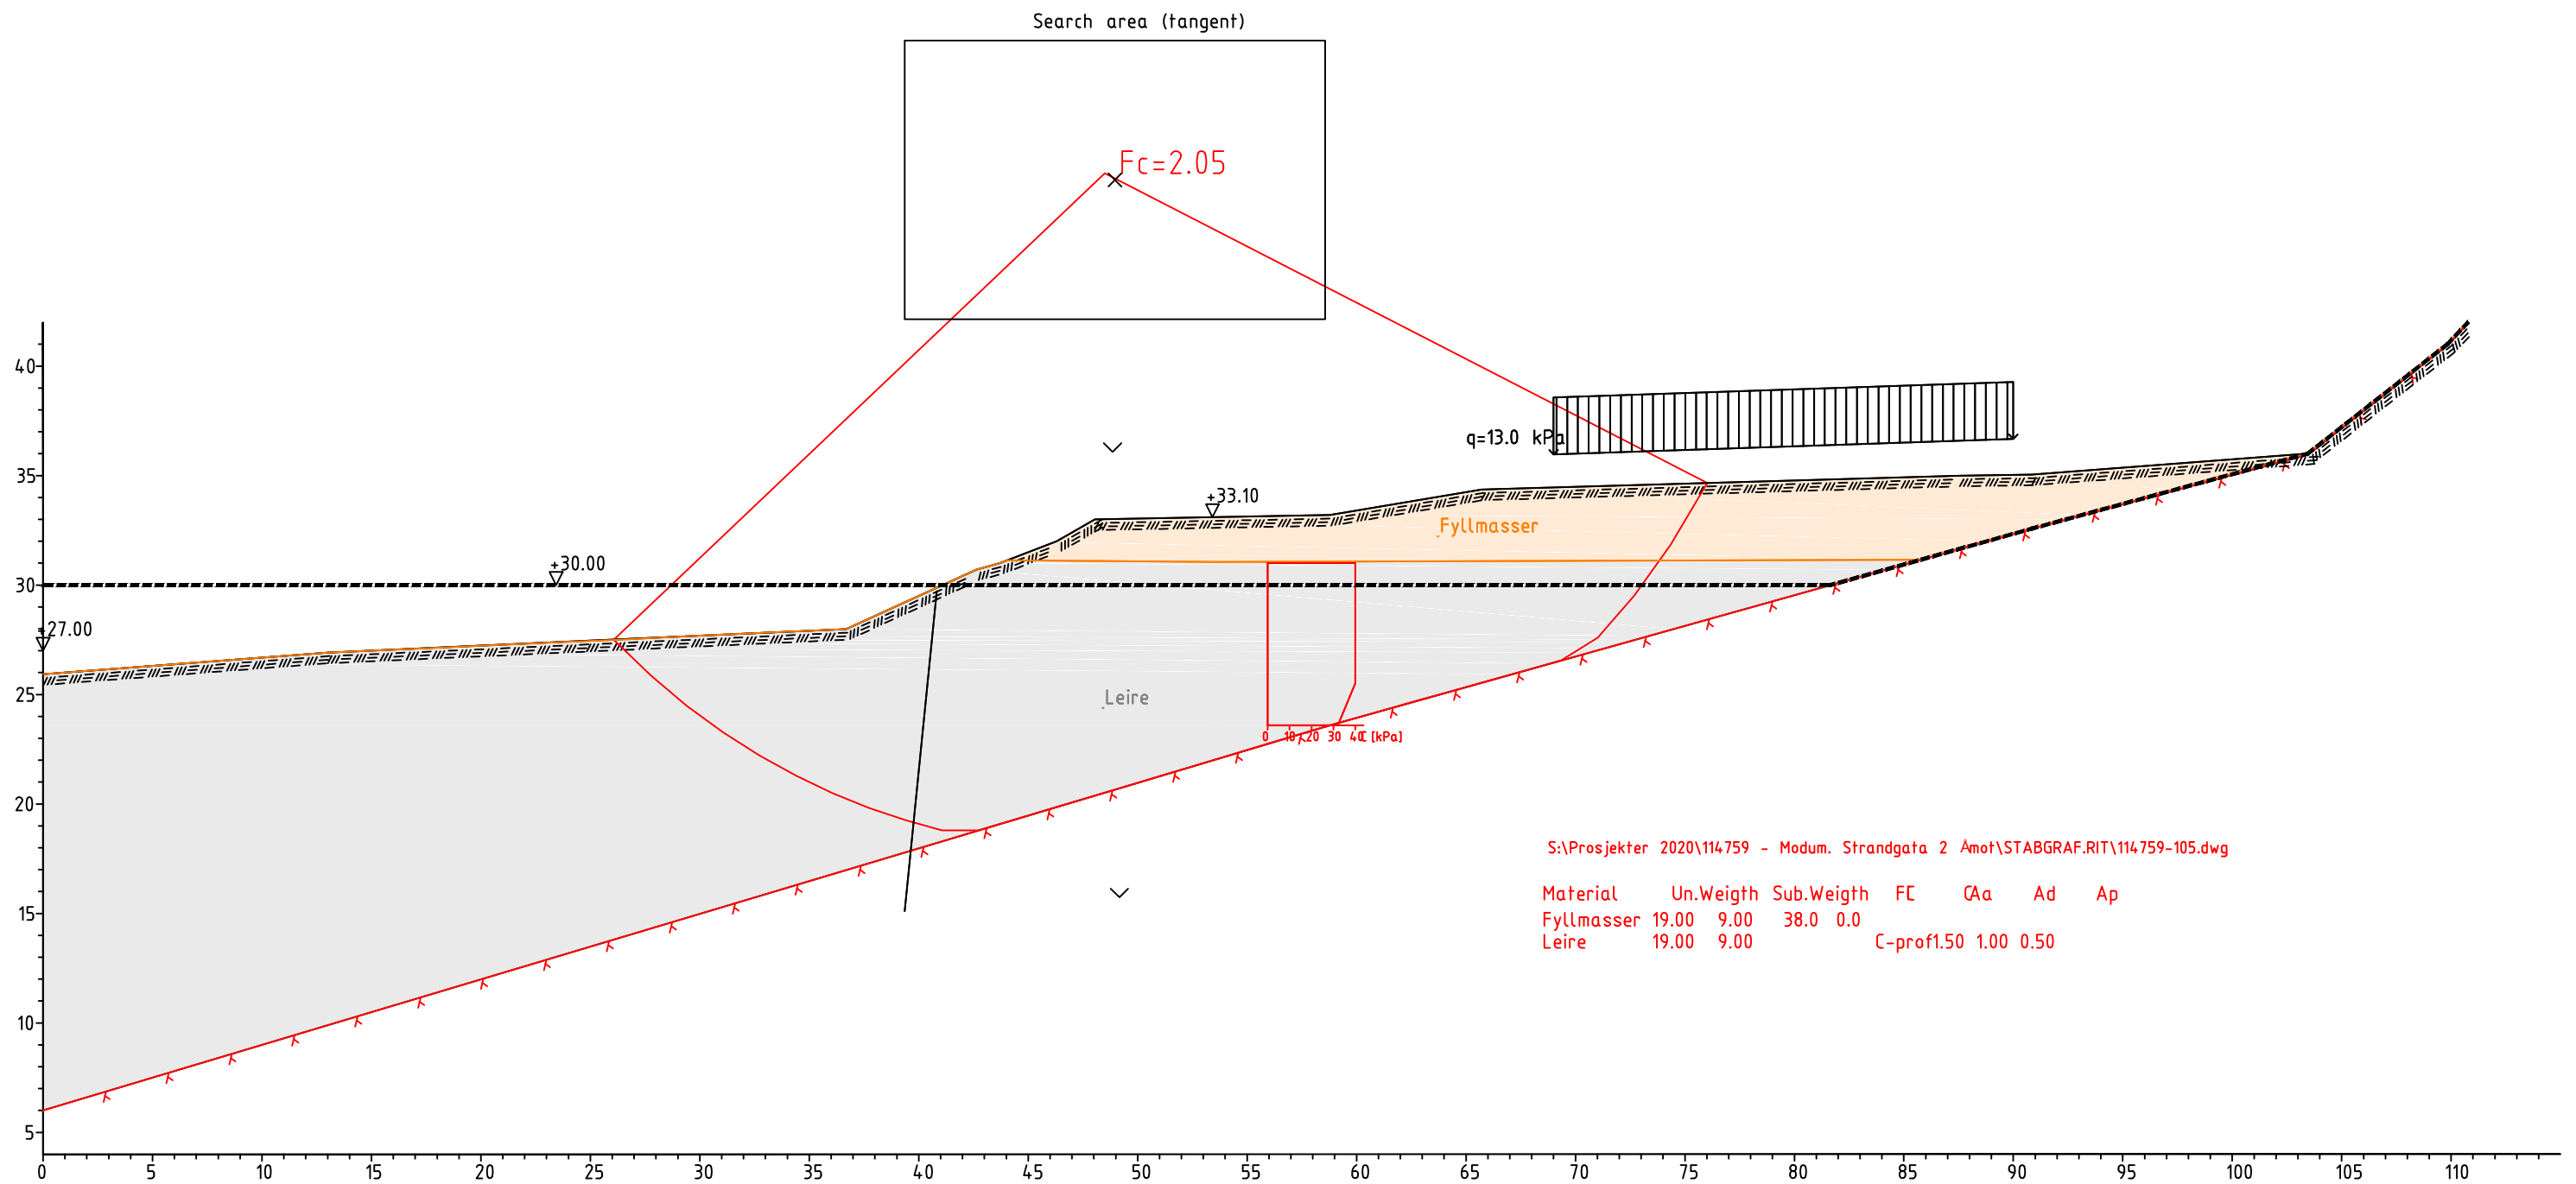 Search area (tangent)
Fc=2.05
40
q=13.0 kPa
35
+33.10
Fyllmasser
+30.00
30
+27.00
25
Leire
0 10 20 30 40 C [kPa]
20
S:\Prosjekter 2020\114759 - Modum. Strandgata 2 Åmot\STABGRAF.RIT\114759-105.dwg
15
Material Un.Weigth Sub.Weigth Fi C C Aa Ad Ap
Fyllmasser 19.00 9.00 38.0 0.0
Leire 19.00 9.00 C-prof 1.50 1.00 0.50
10
5
0 5 10 15 20 25 30 35 40 45 50 55 60 65 70 75 80 85 90 95 100 105 110